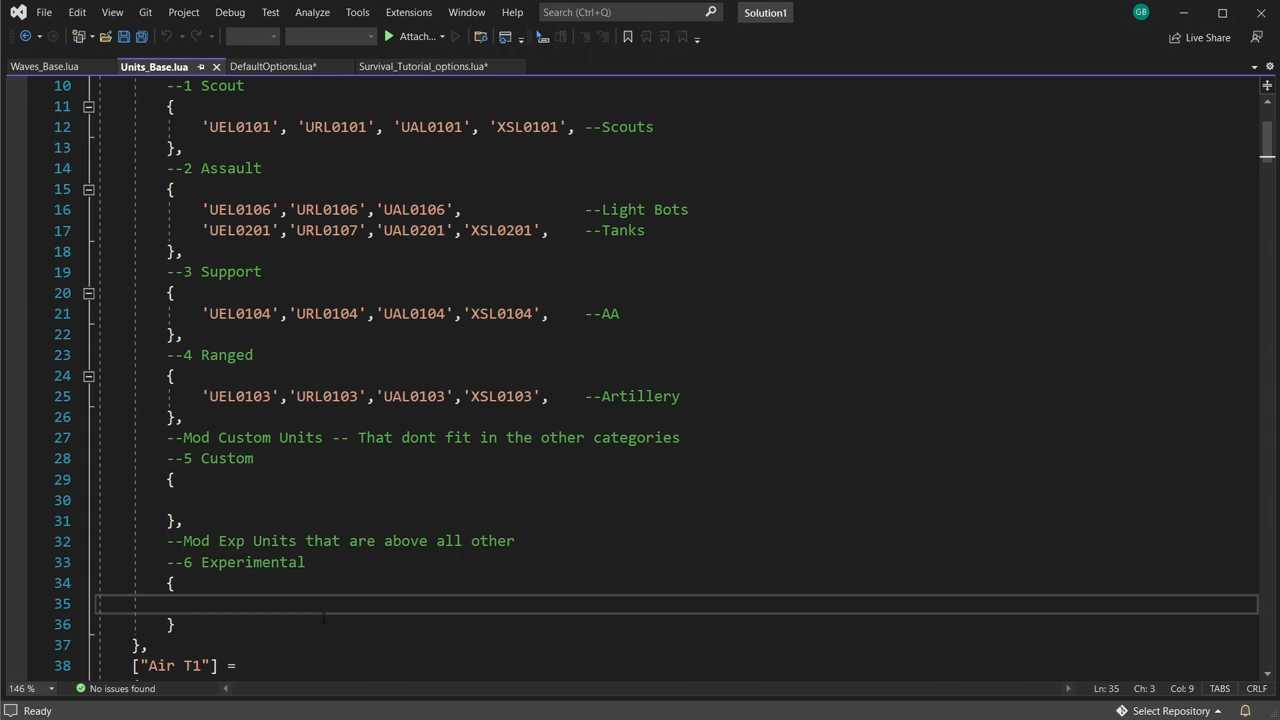 File Edit View Git Project Debug Test Analyze Tools Extensions Window Help Search (Ctrl+Q) Solution1 GB
Attach... Live Share
Waves_Base.lua Units_Base.lua DefaultOptions.lua* Survival_Tutorial_options.lua*
10 --1 Scout
11 {
12 'UEL0101', 'URL0101', 'UAL0101', 'XSL0101', --Scouts
13 },
14 --2 Assault
15 {
16 'UEL0106','URL0106','UAL0106', --Light Bots
17 'UEL0201','URL0107','UAL0201','XSL0201', --Tanks
18 },
19 --3 Support
20 {
21 'UEL0104','URL0104','UAL0104','XSL0104', --AA
22 },
23 --4 Ranged
24 {
25 'UEL0103','URL0103','UAL0103','XSL0103', --Artillery
26 },
27 --Mod Custom Units -- That dont fit in the other categories
28 --5 Custom
29 {
30
31 },
32 --Mod Exp Units that are above all other
33 --6 Experimental
34 {
35
36 }
37 },
38 ["Air T1"] =
146 % No issues found Ln: 35 Ch: 3 Col: 9 TABS CRLF
Ready Select Repository